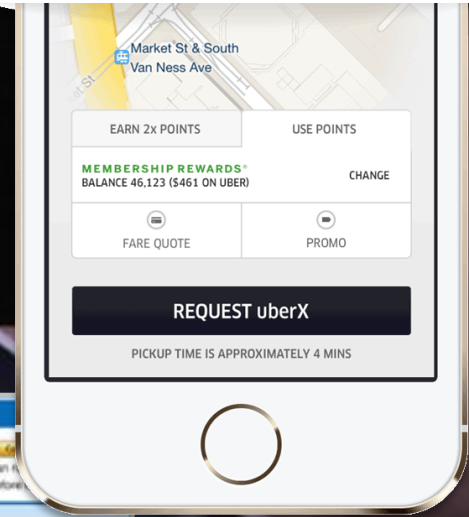 Market St & South
Van Ness Ave
EARN 2x POINTS
USE POINTS
MEMBERSHIP REWARDS®
BALANCE 46,123 ($461 ON UBER)
CHANGE
FARE QUOTE
PROMO
REQUEST uberX
PICKUP TIME IS APPROXIMATELY 4 MINS